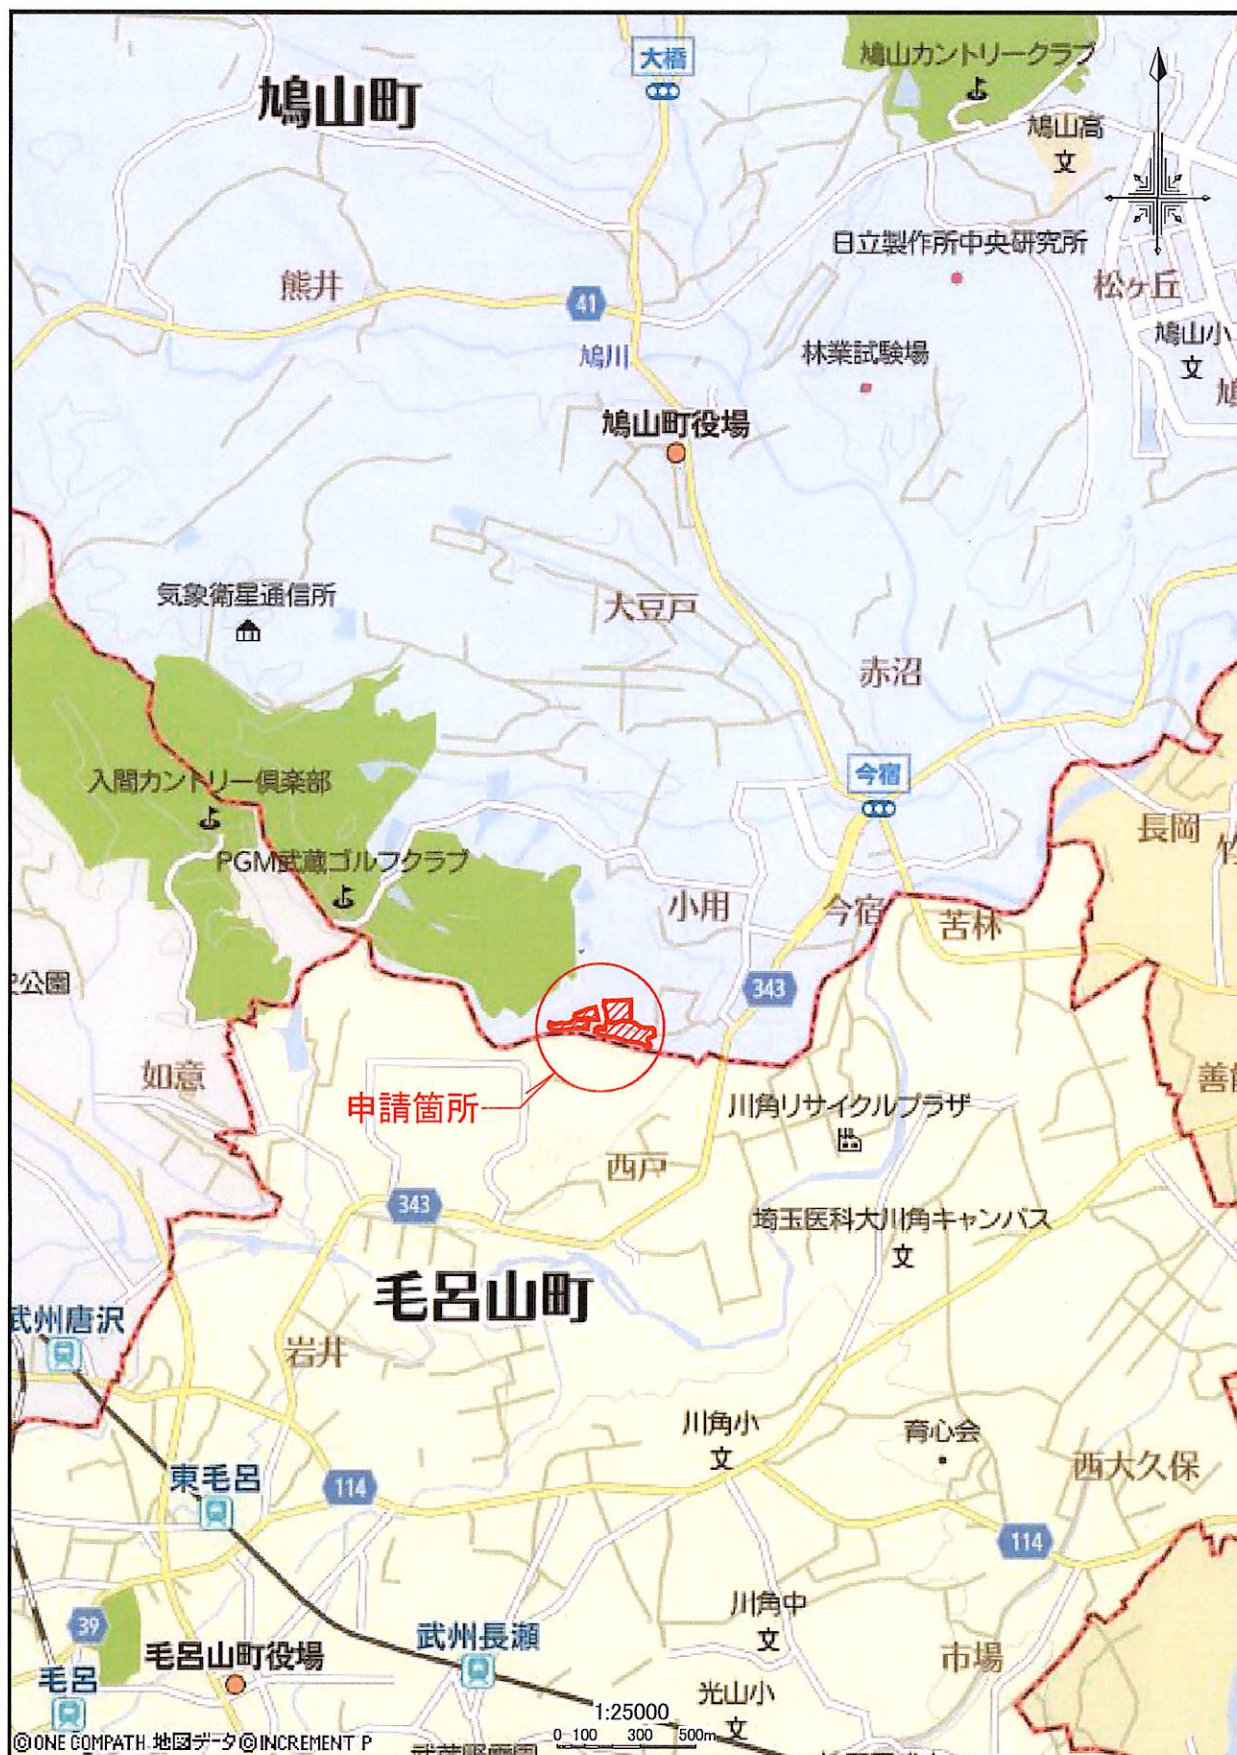 大橋
鳩山カントリークラブ
鳩山町
鳩山高
文
日立製作所中央研究所
熊井
松ヶ丘
41
鳩川
林業試験場
鳩山小
文
鳩
鳩山町役場
気象衛星通信所
大豆戸
赤沼
今宿
入間カントリー倶楽部
長岡
竹
PGM武蔵ゴルフクラブ
小用
今宿
苦林
公園
343
如意
申請箇所
川角リサイクルプラザ
西戸
343
埼玉医科大川角キャンパス
文
毛呂山町
武州唐沢
岩井
川角小
文
育心会
西大久保
東毛呂
114
114
39
川角中
文
武州長瀬
毛呂山町役場
市場
毛呂
光山小
文
1:25000
0 100 300 500m
©ONE COMPATH 地図データ©INCREMENT P